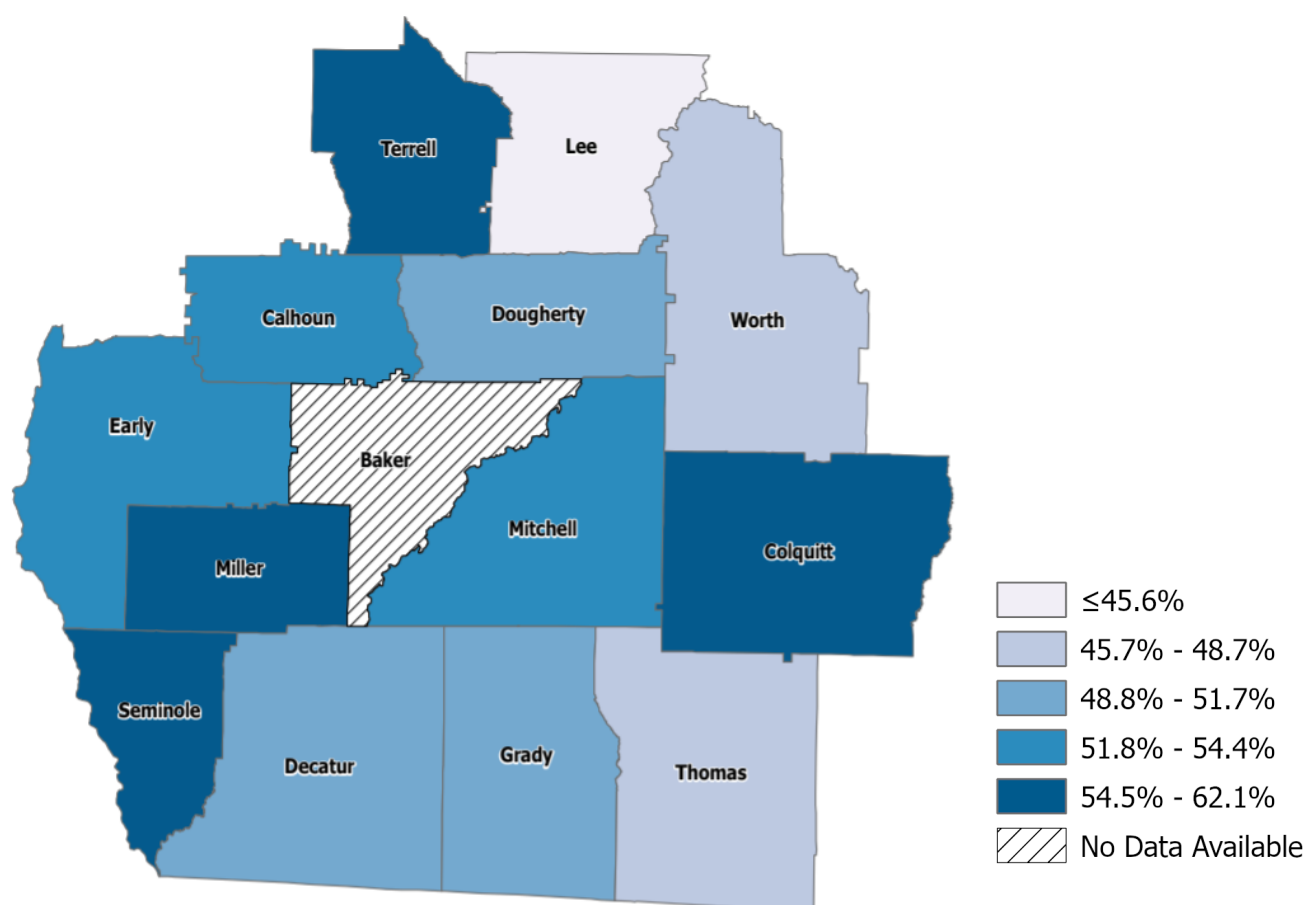 Terrell
Lee
Calhoun
Dougherty
Worth
Early
Baker
Mitchell
Colquitt
Miller
Seminole
Decatur
Grady
Thomas
≤45.6%
45.7% - 48.7%
48.8% - 51.7%
51.8% - 54.4%
54.5% - 62.1%
No Data Available